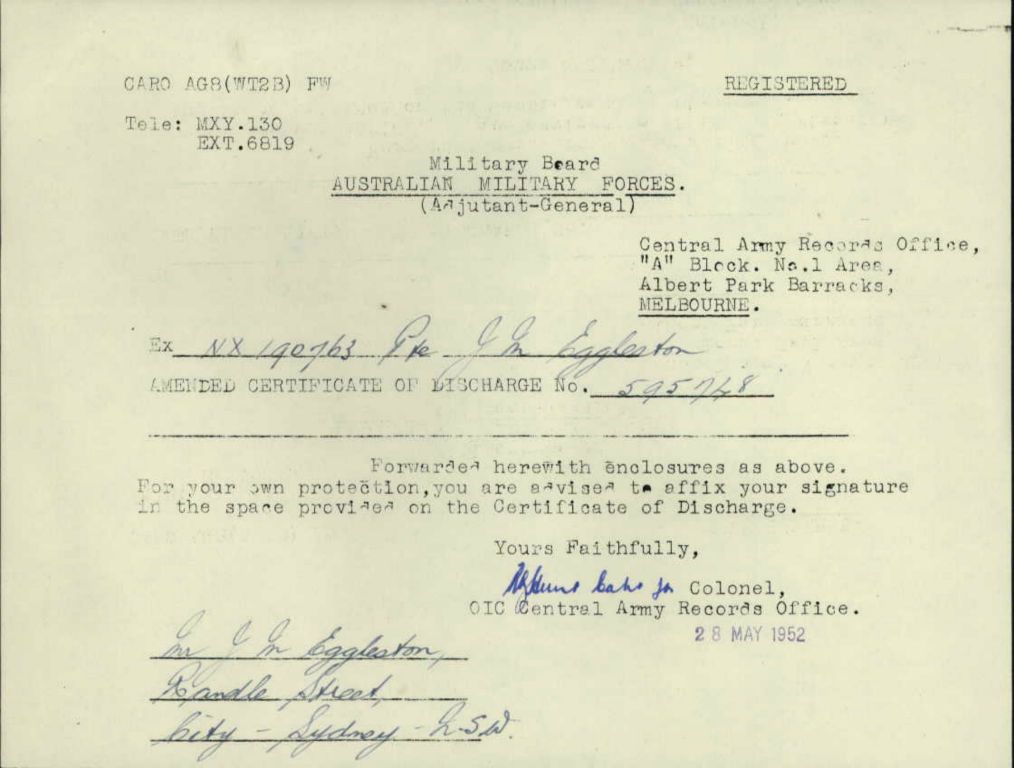 CARO AG8(WT2B) FW
REGISTERED
Tele: MXY.130
EXT.6819
Military Board
AUSTRALIAN MILITARY FORCES.
(Adjutant-General)
Central Army Records Office,
"A" Block. No.1 Area,
Albert Park Barracks,
MELBOURNE.
Ex NX 190763 Pte J M Eggleston
AMENDED CERTIFICATE OF DISCHARGE No. 595748
Forwarded herewith enclosures as above.
For your own protection,you are advised to affix your signature
in the space provided on the Certificate of Discharge.
Yours Faithfully,
for Colonel,
OIC Central Army Records Office.
28 MAY 1952
Mr J M Eggleston,
Randle Street,
City - Sydney - N.S.W.